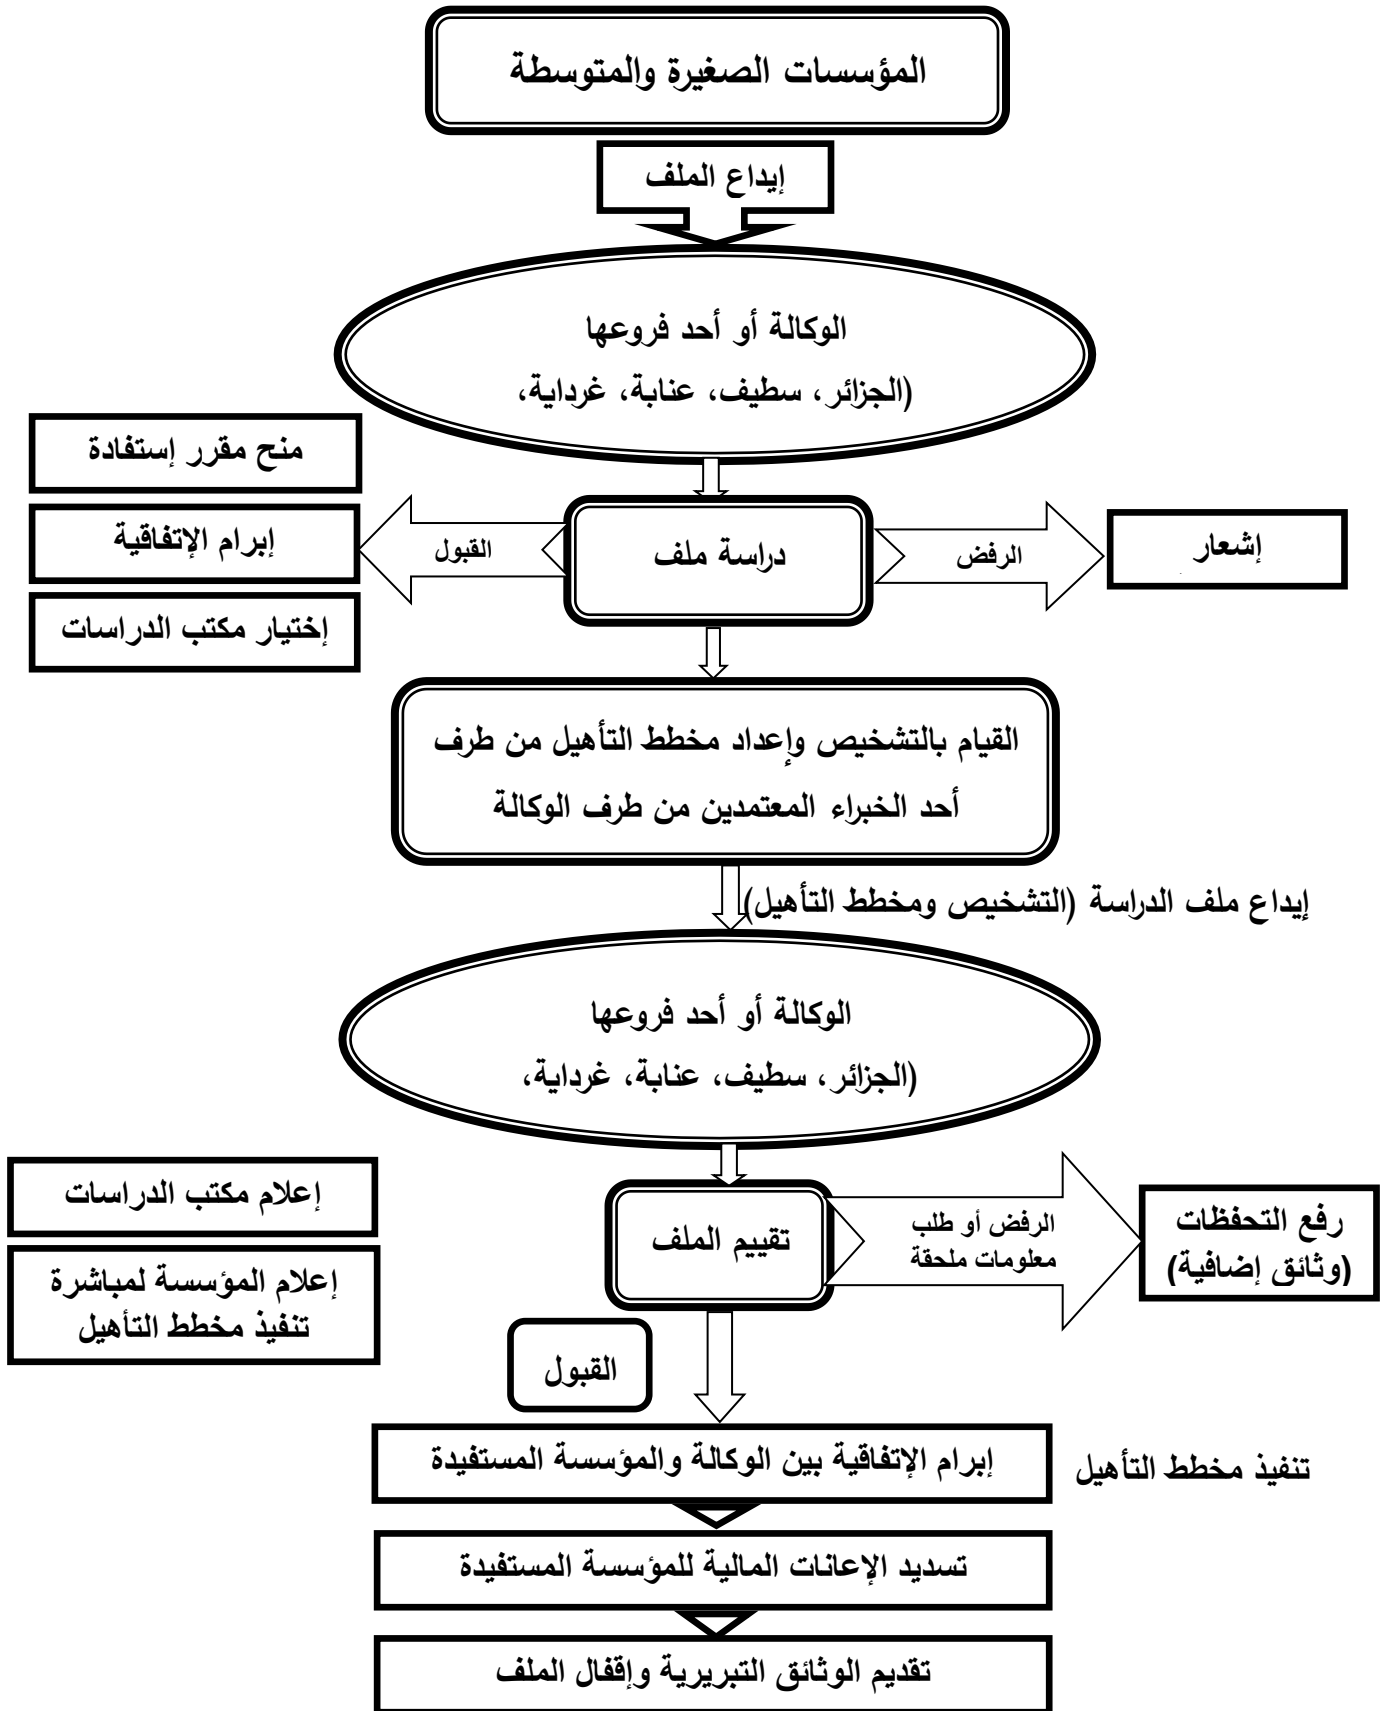 المؤسسات الصغيرة والمتوسطة
إيداع الملف
الوكالة أو أحد فروعها
(الجزائر، سطيف، عنابة، غرداية،
منح مقرر إستفادة
إبرام الإتفاقية
إختيار مكتب الدراسات
القبول
دراسة ملف
الرفض
إشعار
القيام بالتشخيص وإعداد مخطط التأهيل من طرف
أحد الخبراء المعتمدين من طرف الوكالة
إيداع ملف الدراسة (التشخيص ومخطط التأهيل)
الوكالة أو أحد فروعها
(الجزائر، سطيف، عنابة، غرداية،
إعلام مكتب الدراسات
إعلام المؤسسة لمباشرة
تنفيذ مخطط التأهيل
تقييم الملف
الرفض أو طلب
معلومات ملحقة
رفع التحفظات
(وثائق إضافية)
القبول
إبرام الإتفاقية بين الوكالة والمؤسسة المستفيدة
تنفيذ مخطط التأهيل
تسديد الإعانات المالية للمؤسسة المستفيدة
تقديم الوثائق التبريرية وإقفال الملف